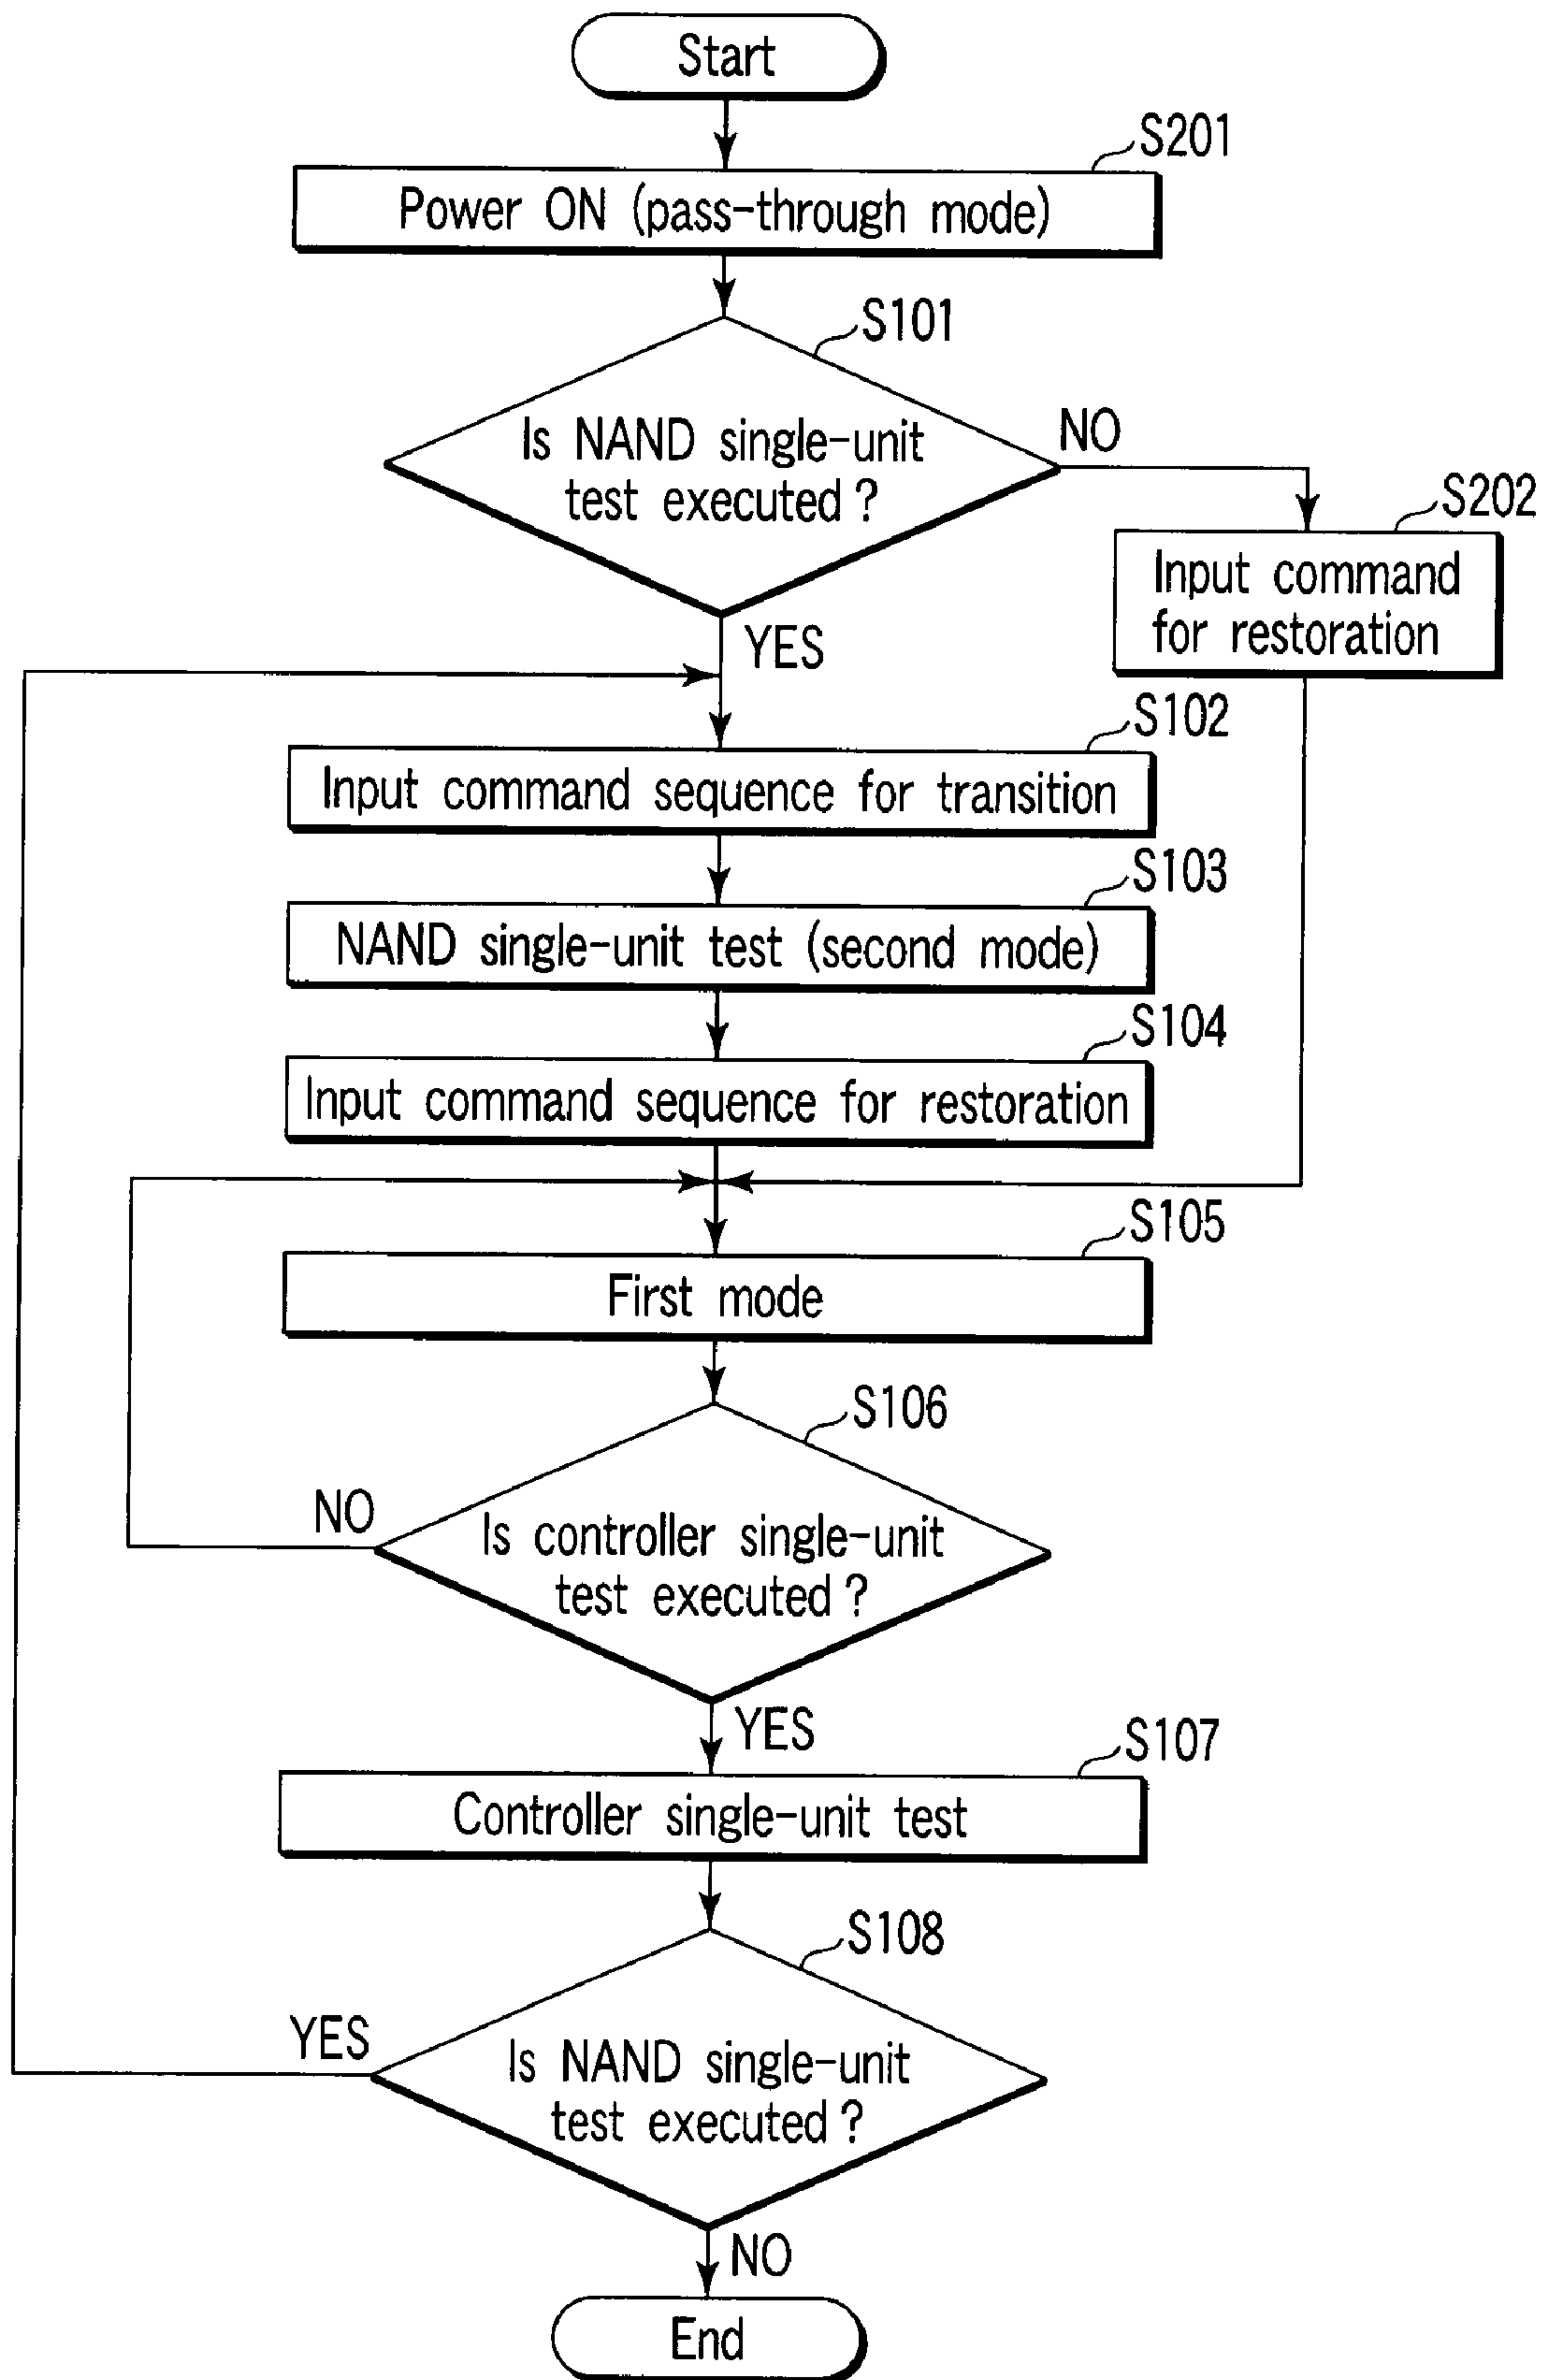 Start
S201
Power ON (pass-through mode)
S101
Is NAND single-unit
test executed ?
NO
S202
Input command
for restoration
YES
S102
Input command sequence for transition
S103
NAND single-unit test (second mode)
S104
Input command sequence for restoration
S105
First mode
S106
NO
Is controller single-unit
test executed ?
YES
S107
Controller single-unit test
S108
YES
Is NAND single-unit
test executed ?
NO
End